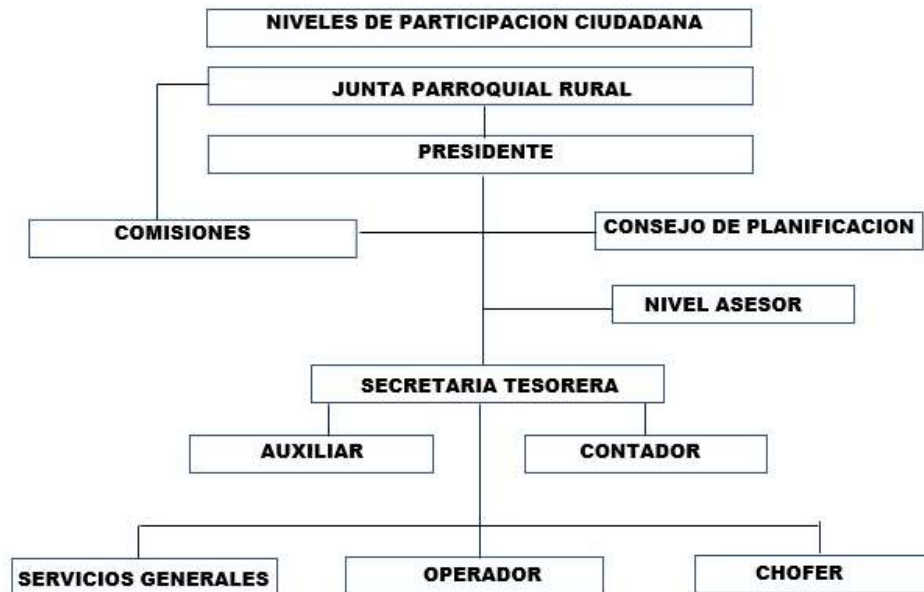 NIVELES DE PARTICIPACION CIUDADANA
JUNTA PARROQUIAL RURAL
PRESIDENTE
COMISIONES
CONSEJO DE PLANIFICACION
NIVEL ASESOR
SECRETARIA TESORERA
AUXILIAR
CONTADOR
SERVICIOS GENERALES
OPERADOR
CHOFER